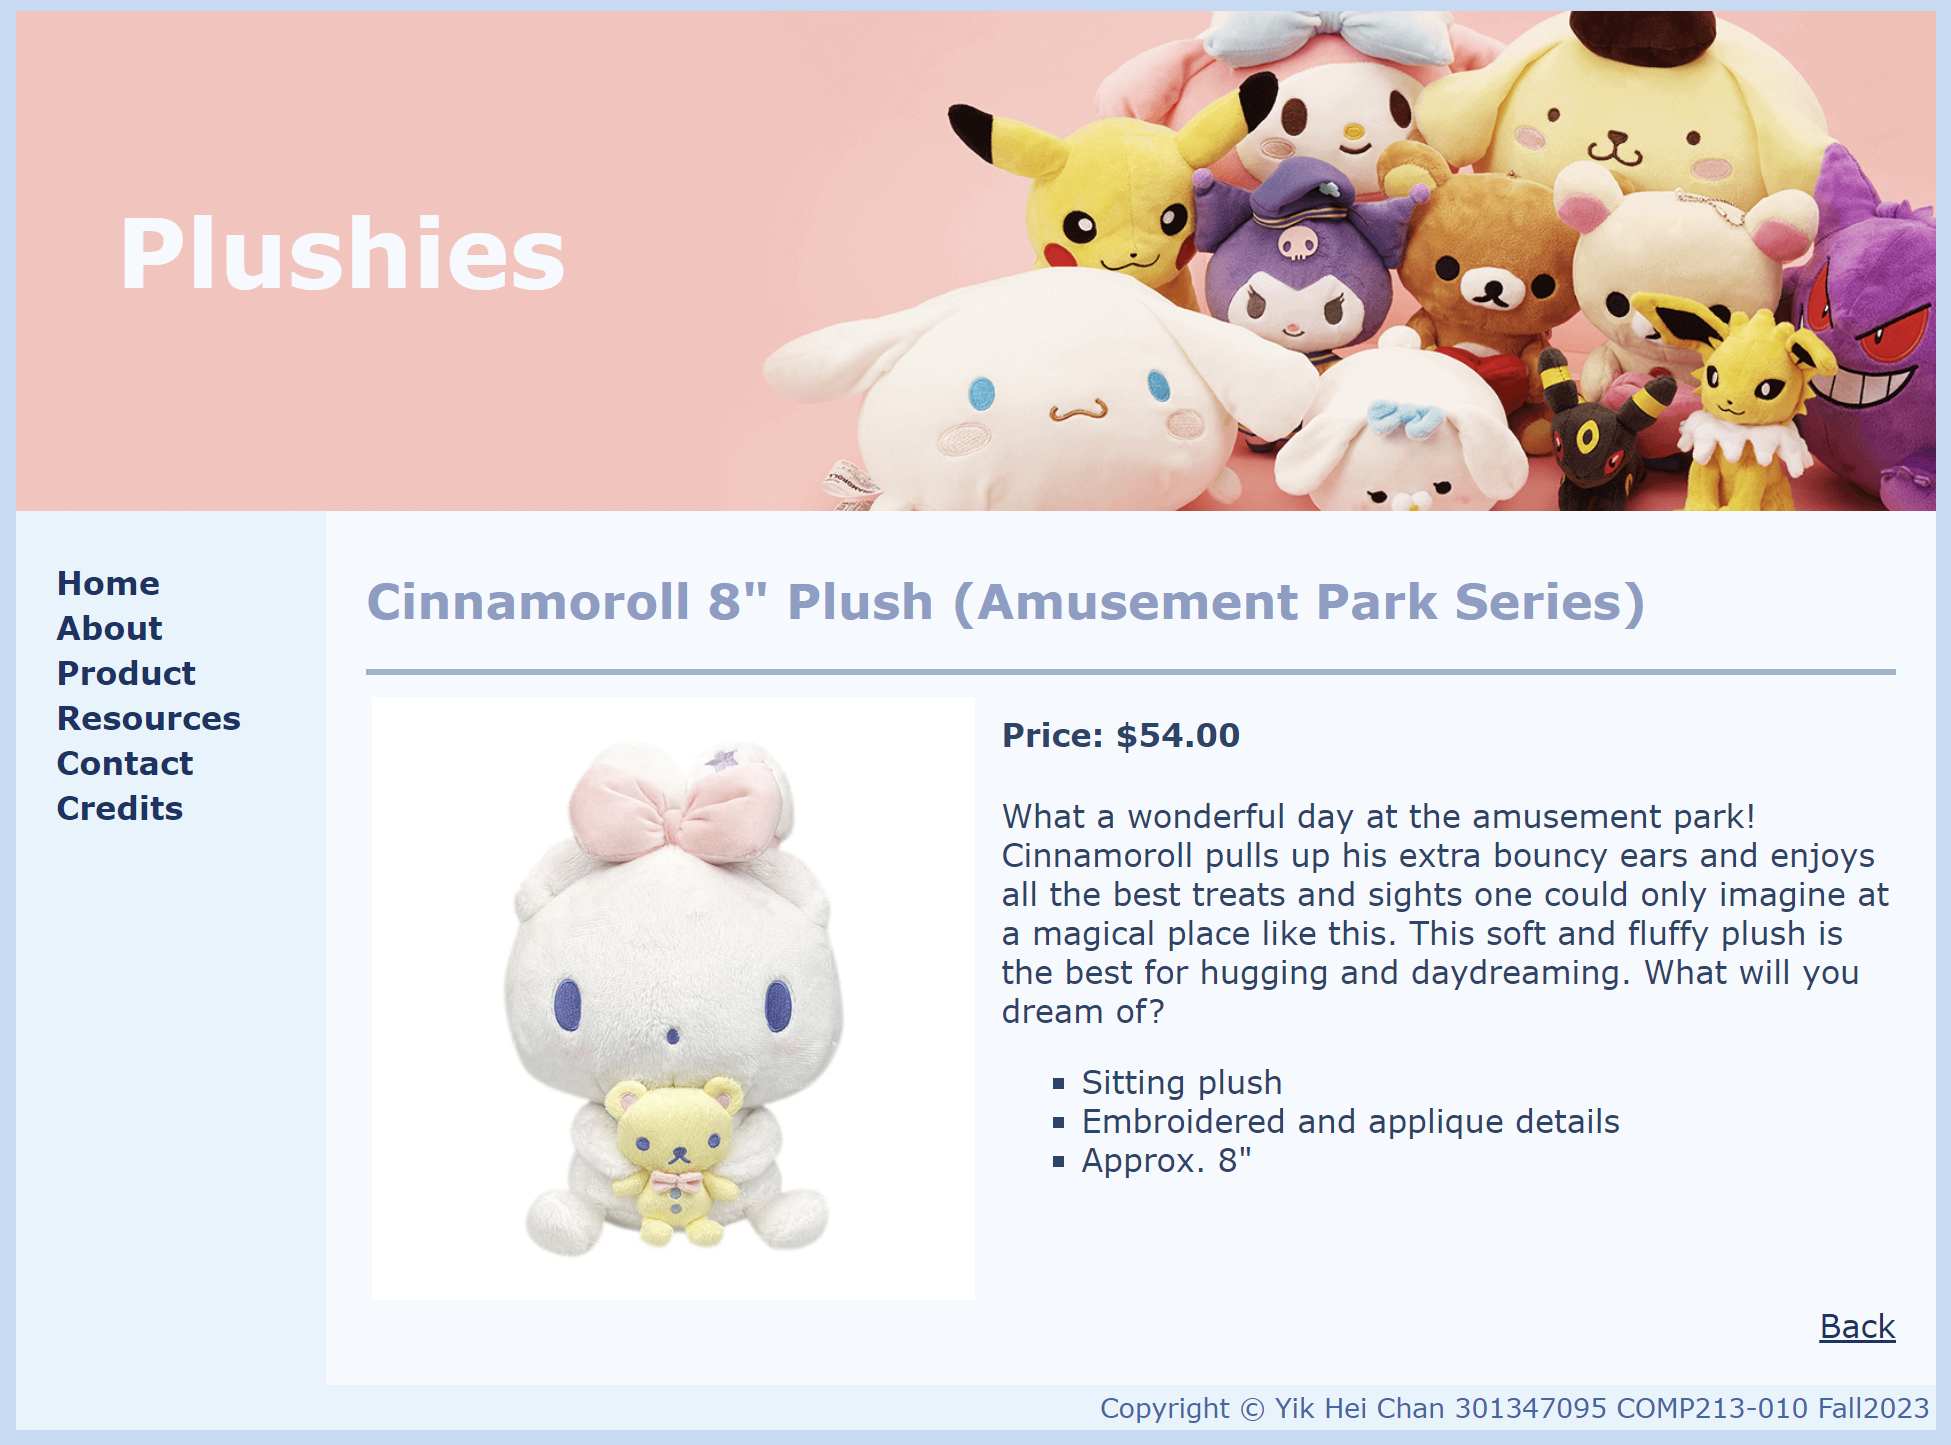 Plushies
Home
About
Product
Resources
Contact
Credits
Cinnamoroll 8" Plush (Amusement Park Series)
Price: $54.00
What a wonderful day at the amusement park!
Cinnamoroll pulls up his extra bouncy ears and enjoys
all the best treats and sights one could only imagine at
a magical place like this. This soft and fluffy plush is
the best for hugging and daydreaming. What will you
dream of?
Sitting plush
Embroidered and applique details
Approx. 8"
Back
Copyright © Yik Hei Chan 301347095 COMP213-010 Fall2023